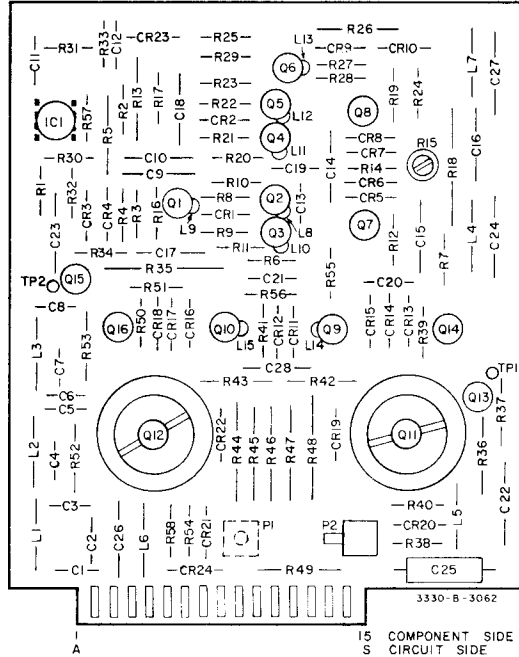 R26
L13
R33
C12
CR23
R25
CR9
CR10
C11
R31
R29
Q6
R27
R28
L7
C27
R23
R57
R2
R13
R17
C18
R22
Q5
Q8
R19
R24
IC1
CR2
L12
R5
R21
Q4
CR8
R15
CR7
R30
C10
R20
L11
R14
R18
C16
C9
C19
C14
CR6
R1
R32
R10
CR5
CR3
CR4
R4
R3
R16
Q1
R8
Q2
C13
CR1
L9
R9
Q3
L8
Q7
R12
C15
L4
C24
C23
R11
L10
R34
C17
R6
R7
R35
R55
TP2
Q15
C21
C20
R51
R56
C8
Q16
R50
CR18
CR17
CR16
Q10
L15
R41
CR12
CR11
L14
Q9
CR15
CR14
CR13
R39
Q14
L3
R53
C7
C28
TP1
R43
R42
C6
C5
Q13
R37
L2
C4
R52
Q12
CR22
R44
R45
R46
R47
R48
CR19
Q11
R36
C3
R40
L5
C22
L1
C2
C26
L6
R58
R54
CR21
P1
P2
CR20
R38
C1
CR24
R49
C25
3330-B-3062
A
15 COMPONENT SIDE
S CIRCUIT SIDE